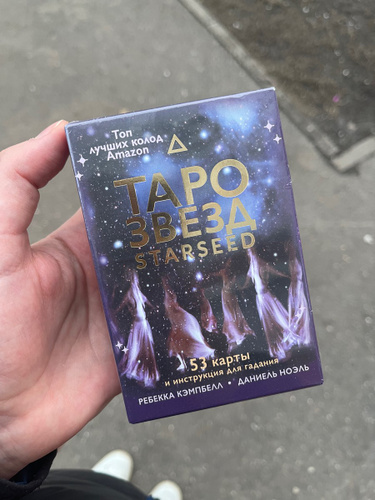 Топ
лучших колод
Amazon
ТАРО
ЗВЕЗД
STARSEED
53 карты
и инструкция для гадания
РЕБЕККА КЭМПБЕЛЛ • ДАНИЕЛЬ НОЭЛЬ